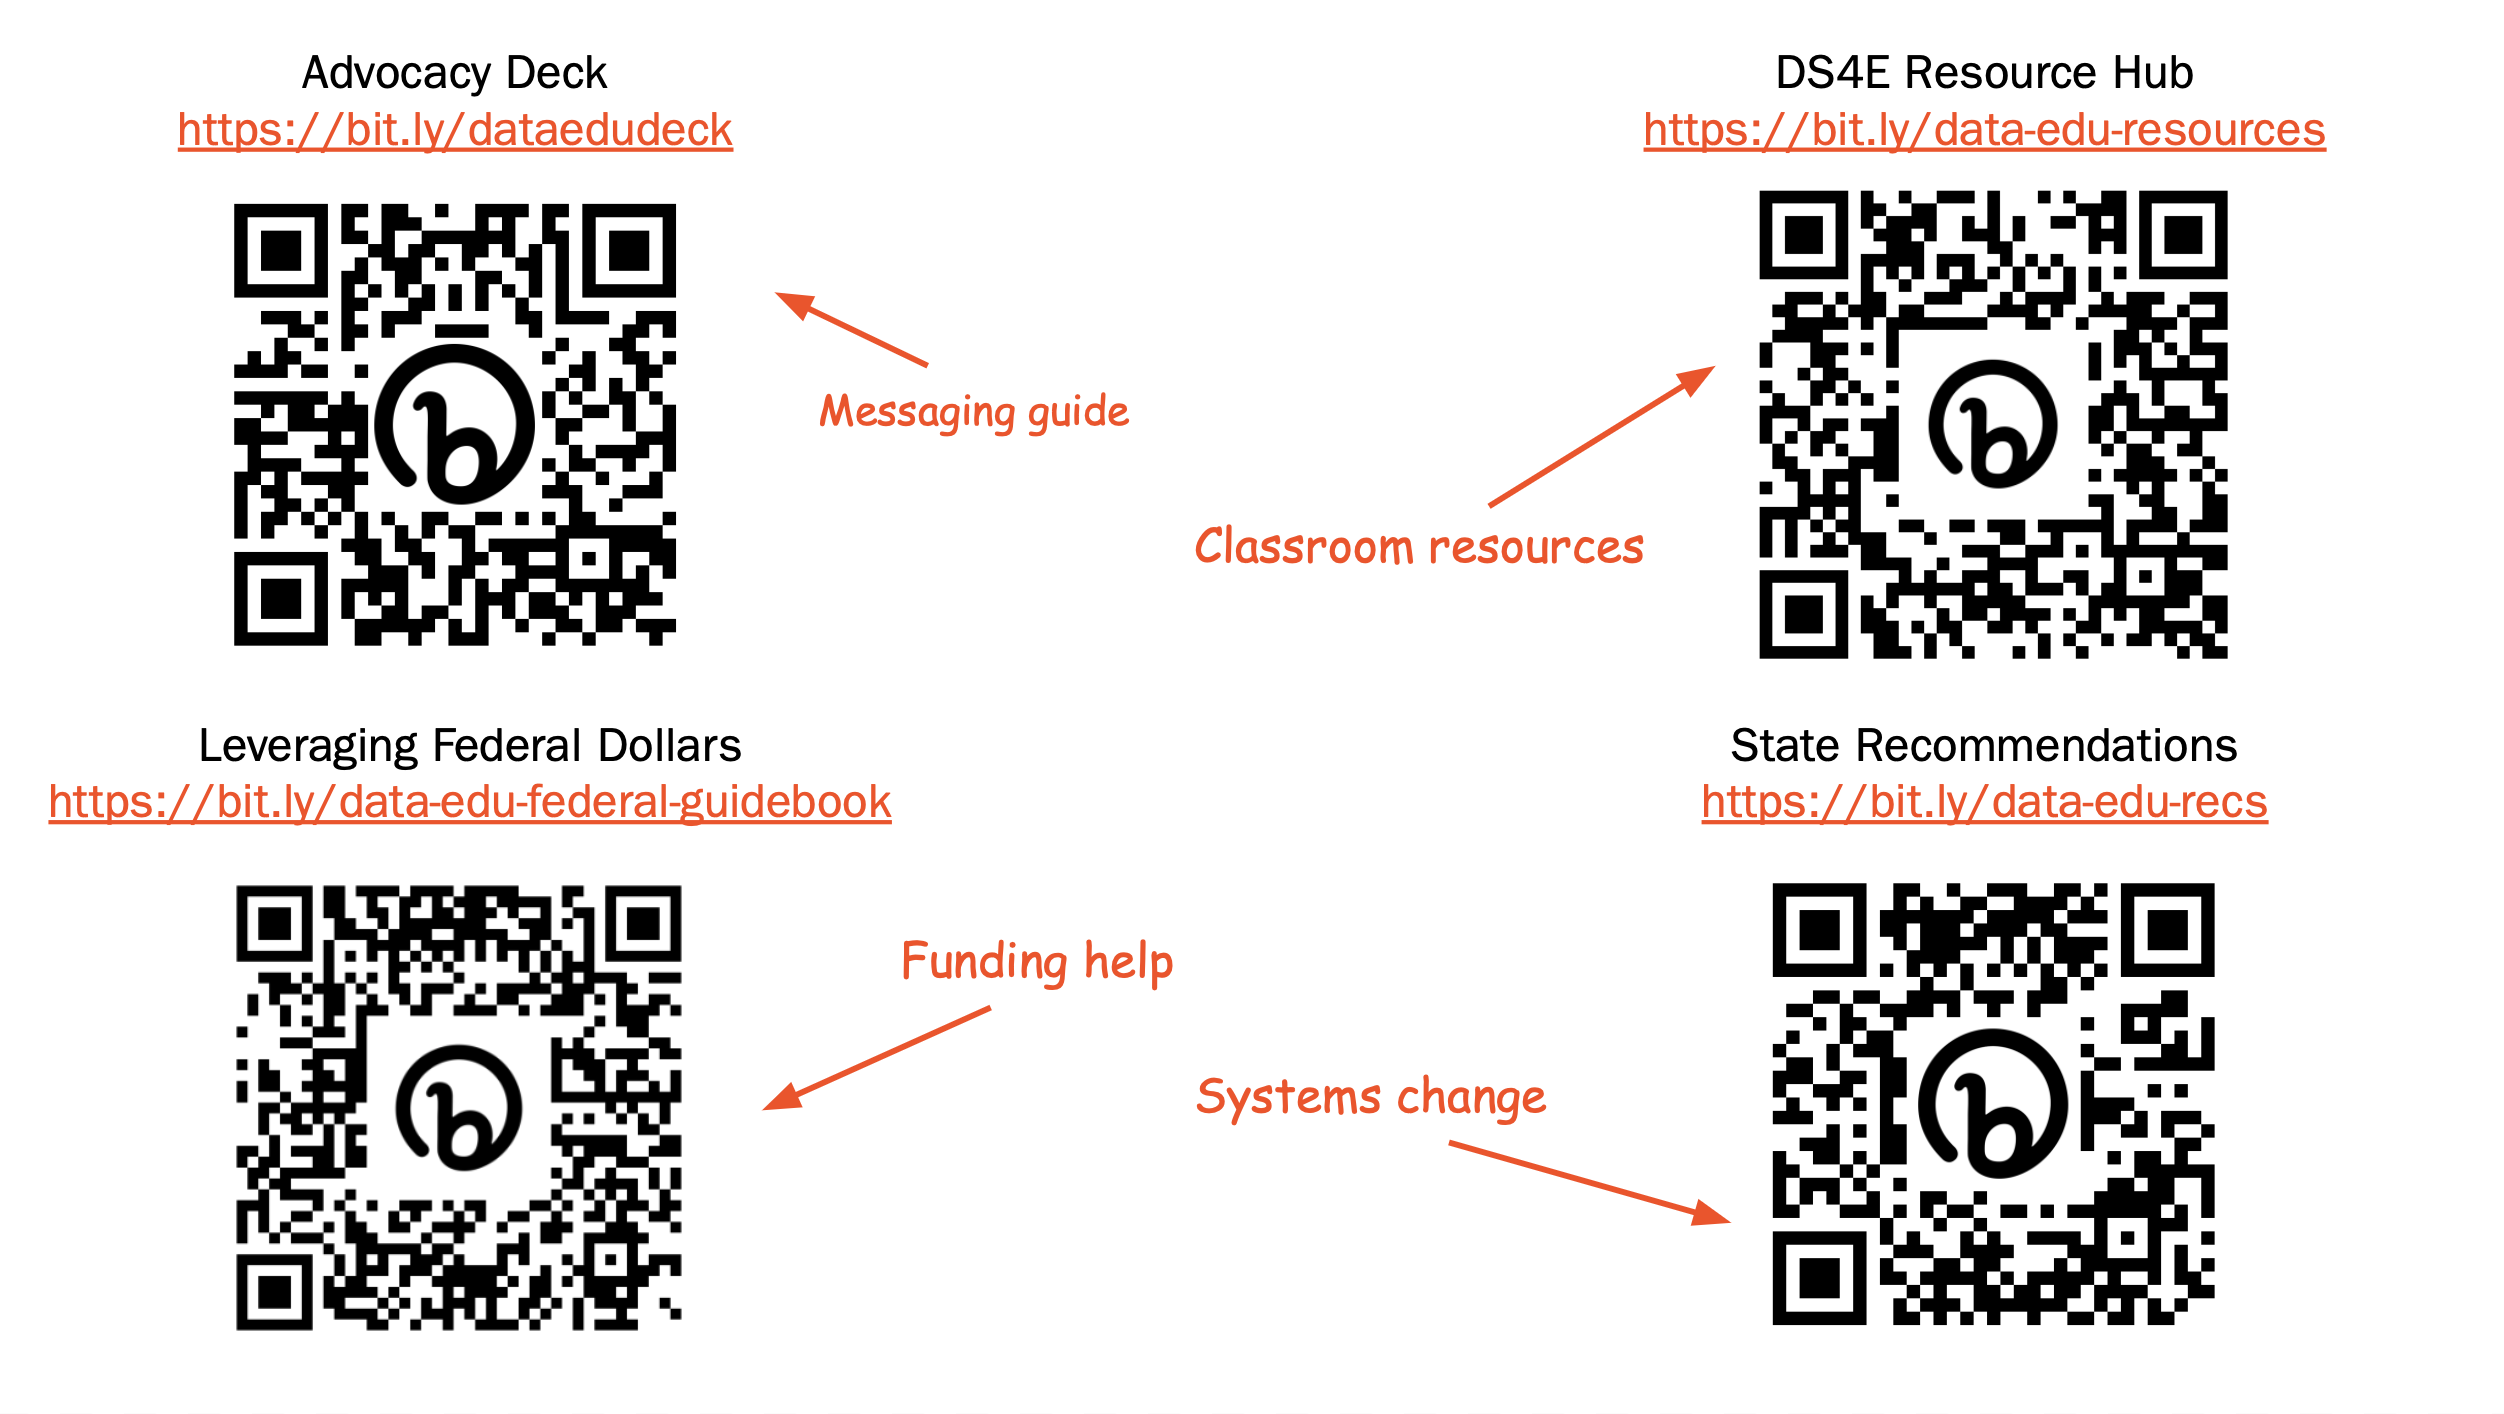 Advocacy Deck
https://bit.ly/dataedudeck
DS4E Resource Hub
https://bit.ly/data-edu-resources
Messaging guide
Classroom resources
Leveraging Federal Dollars
https://bit.ly/data-edu-federal-guidebook
State Recommendations
https://bit.ly/data-edu-recs
Funding help
Systems change